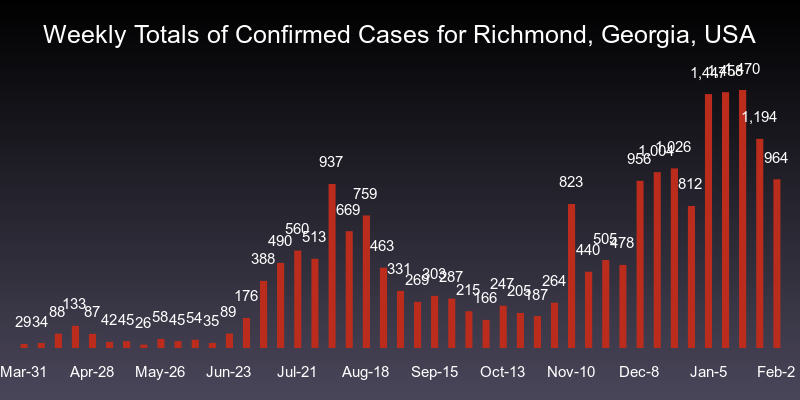 Weekly Totals of Confirmed Cases for Richmond, Georgia, USA
29 34 88 133 87 42 45 26 58 45 54 35 89 176 388 490 560 513 937 669 759 463 331 269 303 287 215 166 247 205 187 264 823 440 505 478 956 1,004 1,026 812 1,447 1,458 1,470 1,194 964
Mar-31 Apr-28 May-26 Jun-23 Jul-21 Aug-18 Sep-15 Oct-13 Nov-10 Dec-8 Jan-5 Feb-2